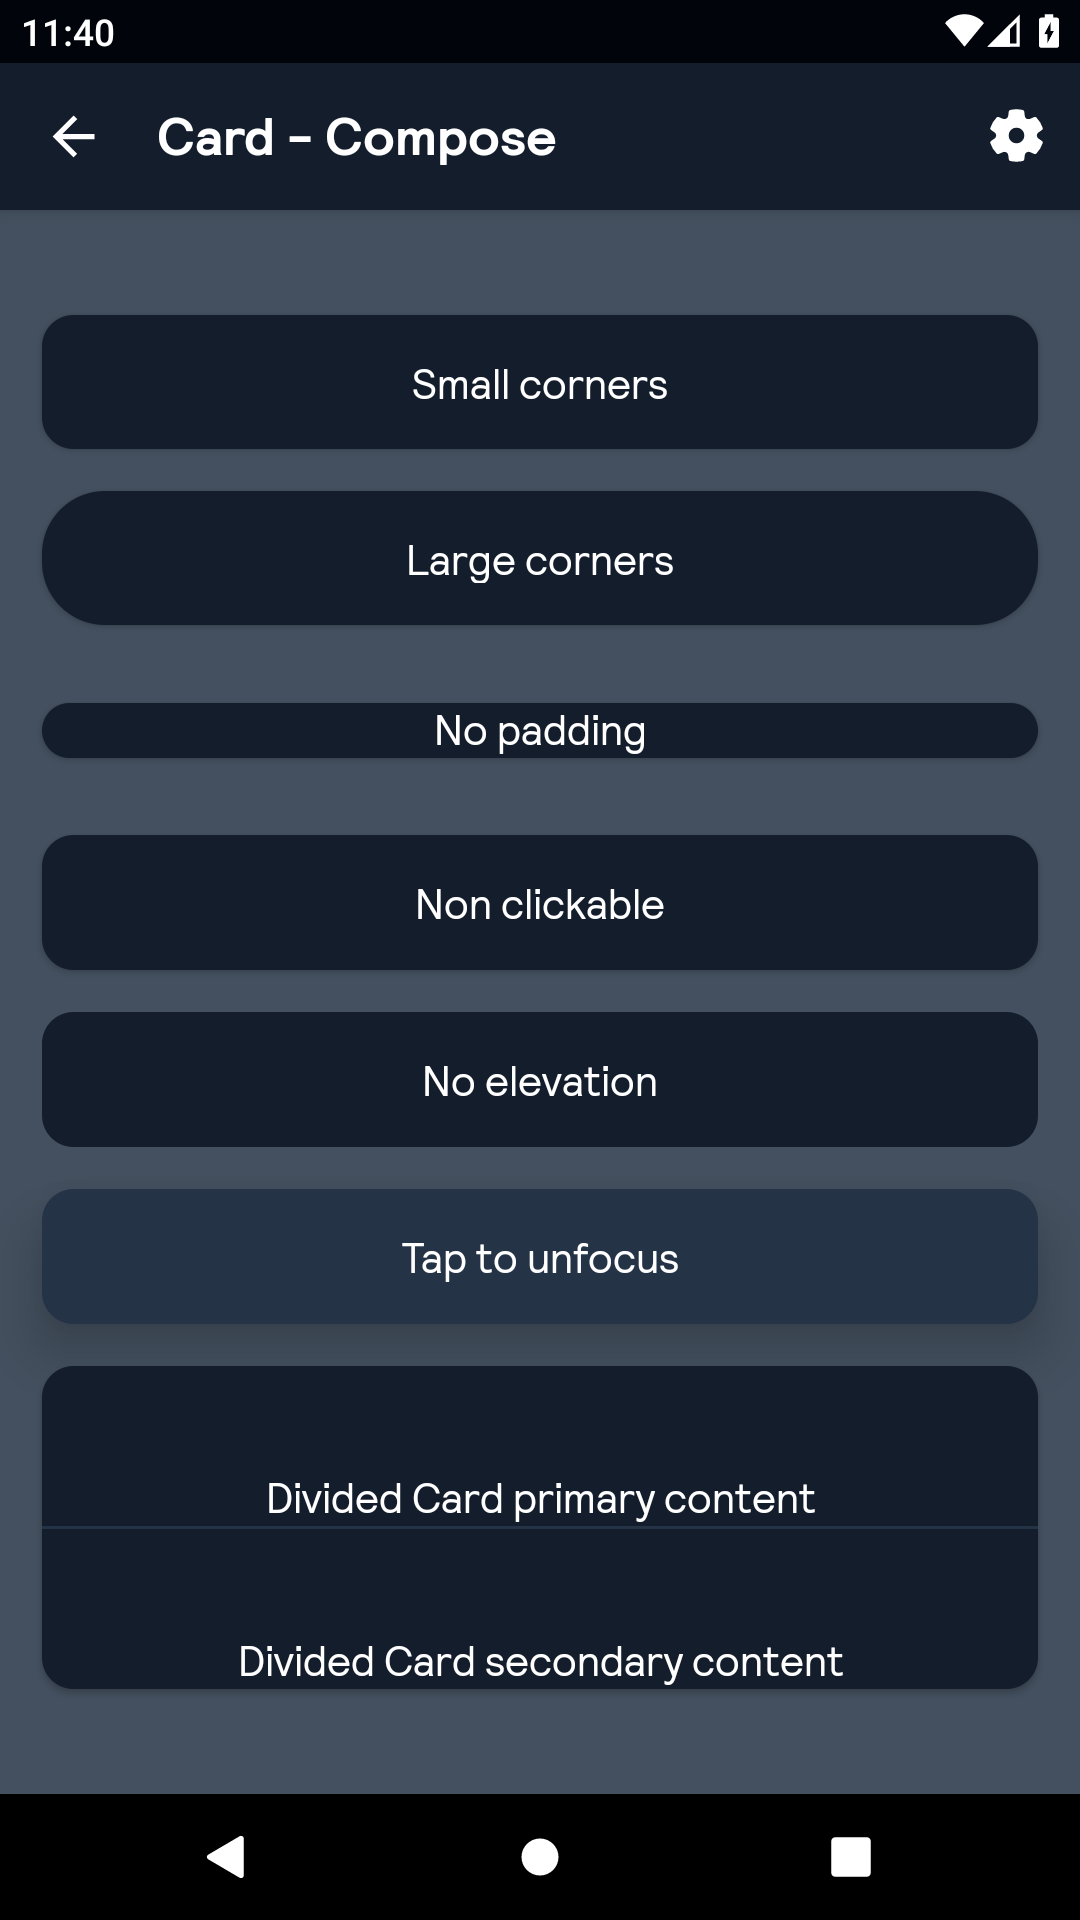 11:40
Card - Compose
Small corners
Large corners
No padding
Non clickable
No elevation
Tap to unfocus
Divided Card primary content
Divided Card secondary content